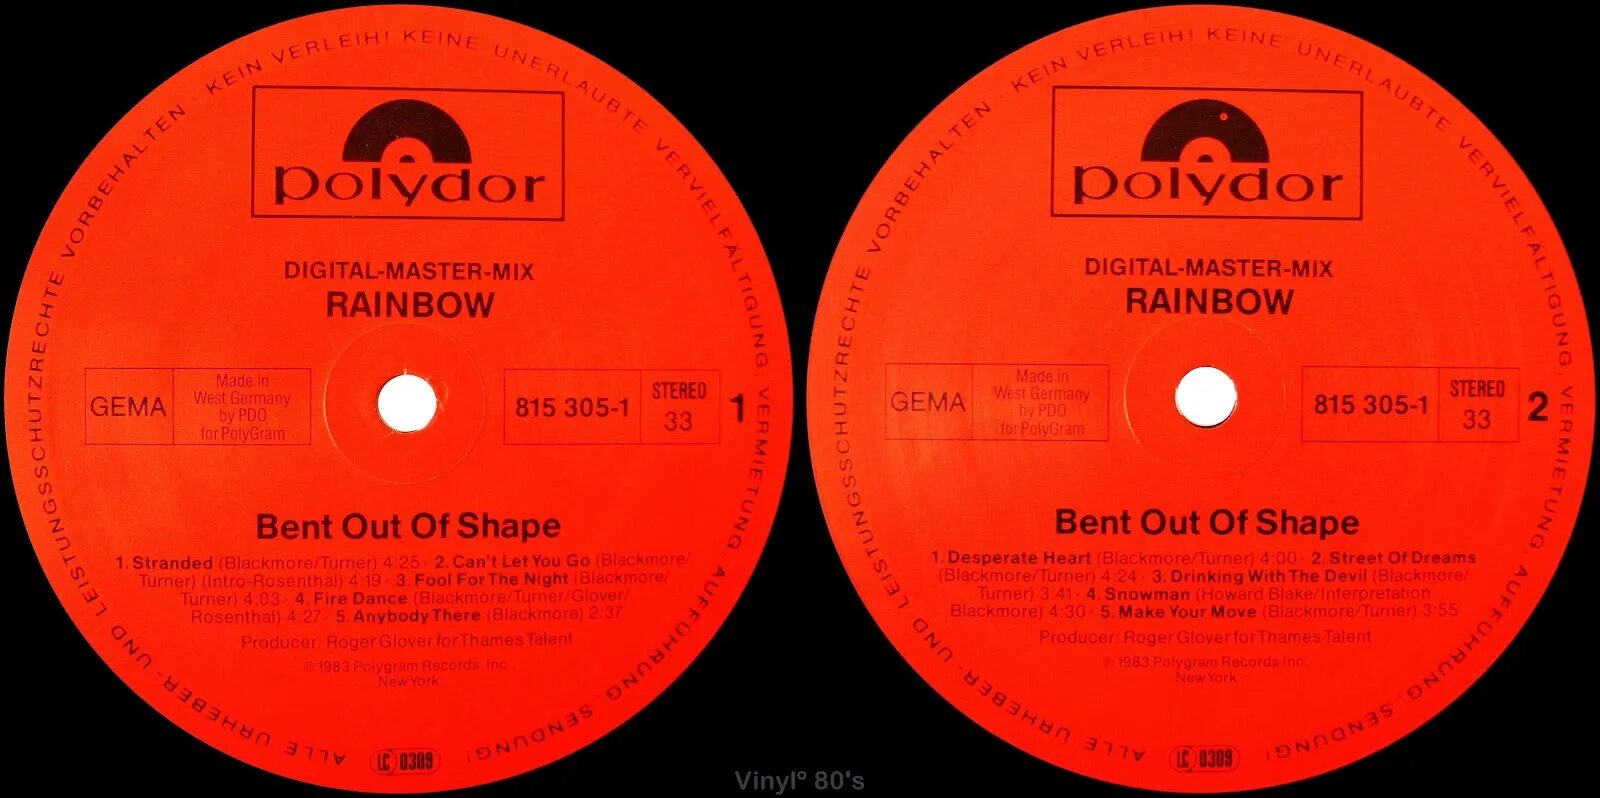 ALLE URHEBER- UND LEISTUNGSSCHUTZRECHTE VORBEHALTEN · KEIN VERLEIH! KEINE UNERLAUBTE VERVIELFÄLTIGUNG, VERMIETUNG, AUFFÜHRUNG, SENDUNG!
polydor
DIGITAL-MASTER-MIX
RAINBOW
GEMA
Made in
West Germany
by PDO
for PolyGram
815 305-1
STEREO
33
1
Bent Out Of Shape
1. Stranded (Blackmore/Turner) 4:25 · 2. Can't Let You Go (Blackmore/
Turner) (Intro-Rosenthal) 4:19 · 3. Fool For The Night (Blackmore/
Turner) 4:03 · 4. Fire Dance (Blackmore/Turner/Glover/
Rosenthal) 4:27 · 5. Anybody There (Blackmore) 2:37
Producer: Roger Glover for Thames Talent
℗ 1983 Polygram Records Inc.,
New York
LC 0309
ALLE URHEBER- UND LEISTUNGSSCHUTZRECHTE VORBEHALTEN · KEIN VERLEIH! KEINE UNERLAUBTE VERVIELFÄLTIGUNG, VERMIETUNG, AUFFÜHRUNG, SENDUNG!
polydor
DIGITAL-MASTER-MIX
RAINBOW
GEMA
Made in
West Germany
by PDO
for PolyGram
815 305-1
STEREO
33
2
Bent Out Of Shape
1. Desperate Heart (Blackmore/Turner) 4:00 · 2. Street Of Dreams
(Blackmore/Turner) 4:24 · 3. Drinking With The Devil (Blackmore/
Turner) 3:41 · 4. Snowman (Howard Blake/Interpretation
Blackmore) 4:30 · 5. Make Your Move (Blackmore/Turner) 3:55
Producer: Roger Glover for Thames Talent
℗ 1983 Polygram Records Inc.,
New York
LC 0309
Vinyl° 80's